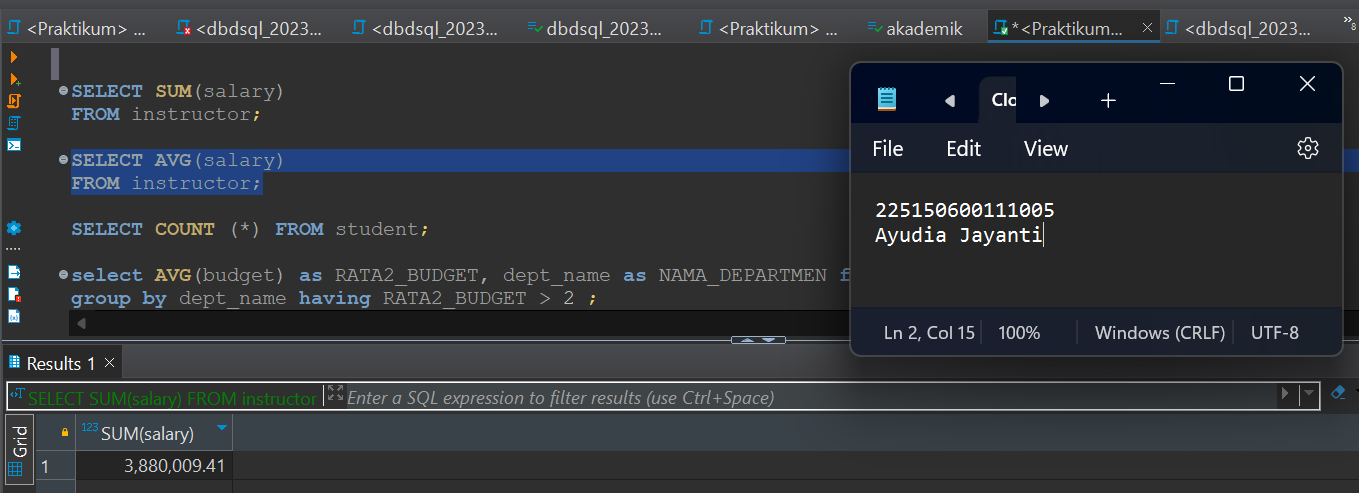 <Praktikum> ...
<dbdsql_2023...
<dbdsql_2023...
dbdsql_2023...
<Praktikum> ...
akademik
*<Praktikum...
<dbdsql_2023...
»8
SELECT SUM(salary)
FROM instructor;
SELECT AVG(salary)
FROM instructor;
SELECT COUNT (*) FROM student;
select AVG(budget) as RATA2_BUDGET, dept_name as NAMA_DEPARTMEN f
group by dept_name having RATA2_BUDGET > 2 ;
Clo
File Edit View
225150600111005
Ayudia Jayanti
Ln 2, Col 15 100% Windows (CRLF) UTF-8
Results 1
SELECT SUM(salary) FROM instructor Enter a SQL expression to filter results (use Ctrl+Space)
Grid
123 SUM(salary)
1 3,880,009.41